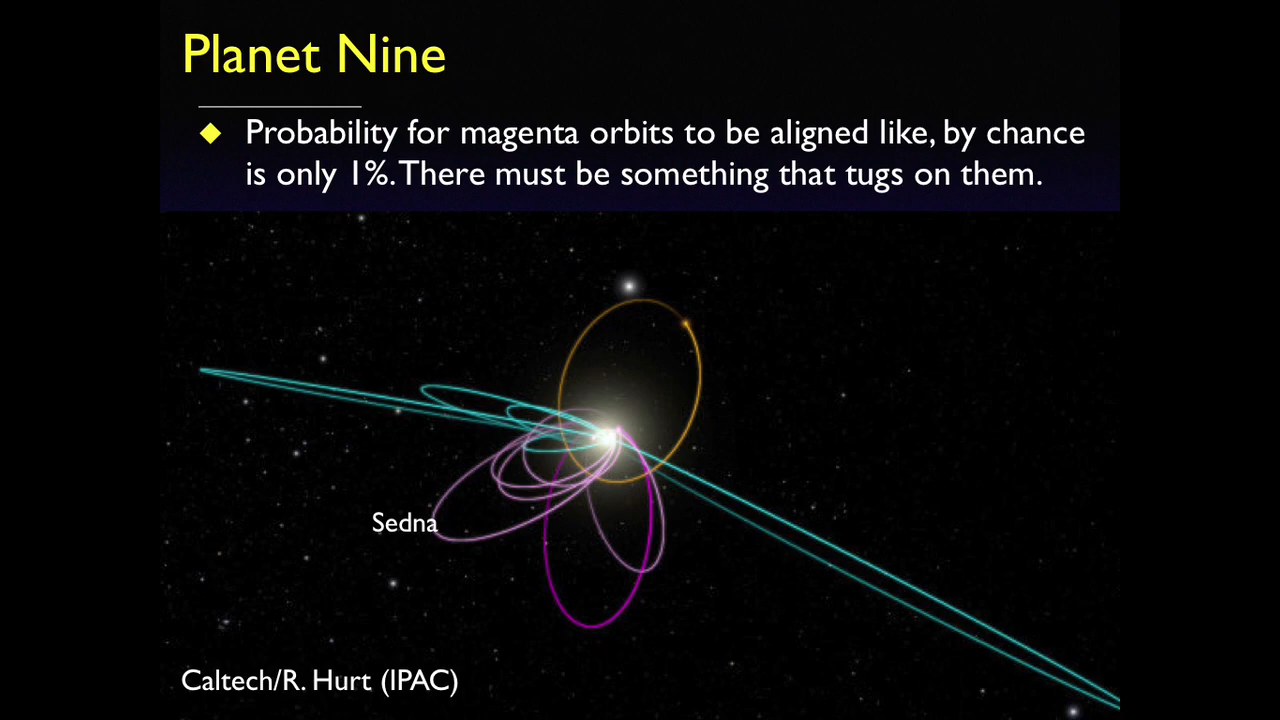 Planet Nine
Probability for magenta orbits to be aligned like, by chance
is only 1%. There must be something that tugs on them.
Sedna
Caltech/R. Hurt (IPAC)